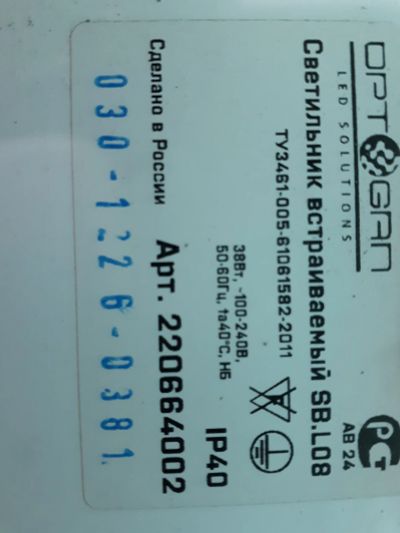 OPTOGAN
LED SOLUTIONS
АВ 24
Светильник встраиваемый SB.L08
ТУ3461-005-61061582-2011
38Вт, ~100-240В,
50-60Гц, ta40°C, НБ
IP40
Сделано в России
Арт. 220664002
030-1226-0381